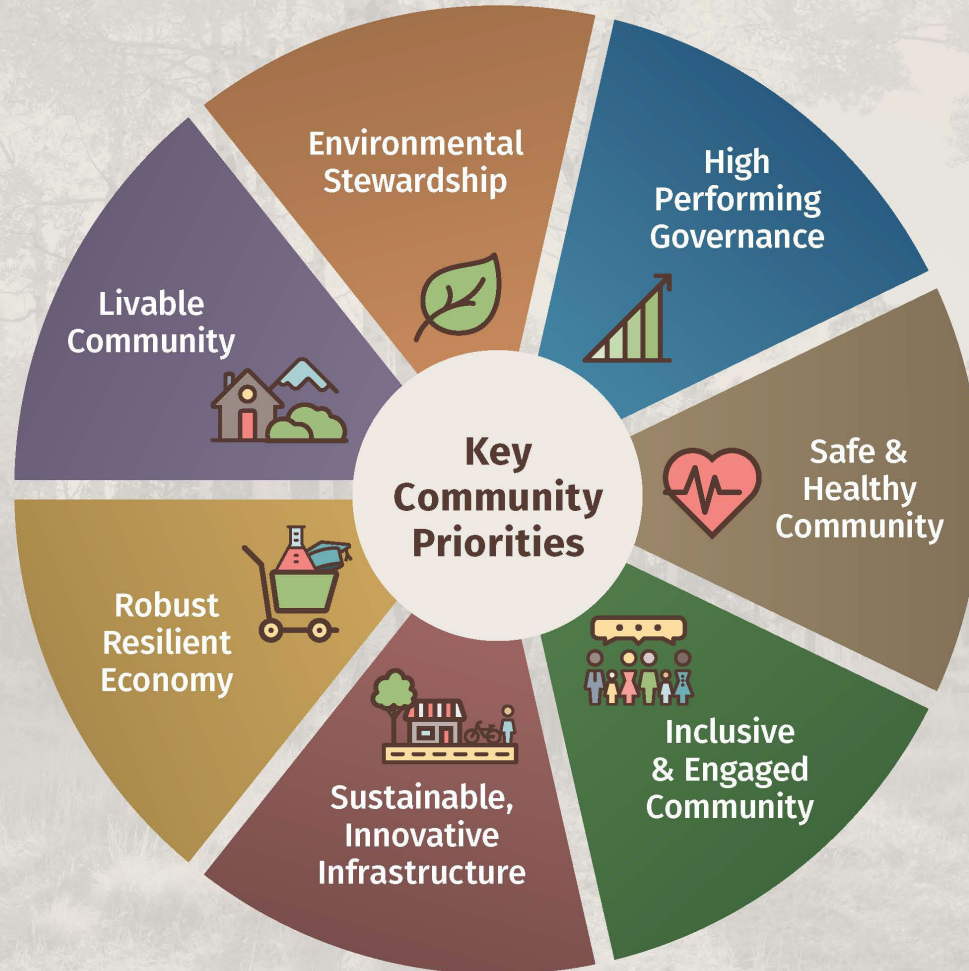 Environmental
Stewardship
High
Performing
Governance
Livable
Community
Key
Community
Priorities
Safe &
Healthy
Community
Robust
Resilient
Economy
Inclusive
& Engaged
Community
Sustainable,
Innovative
Infrastructure